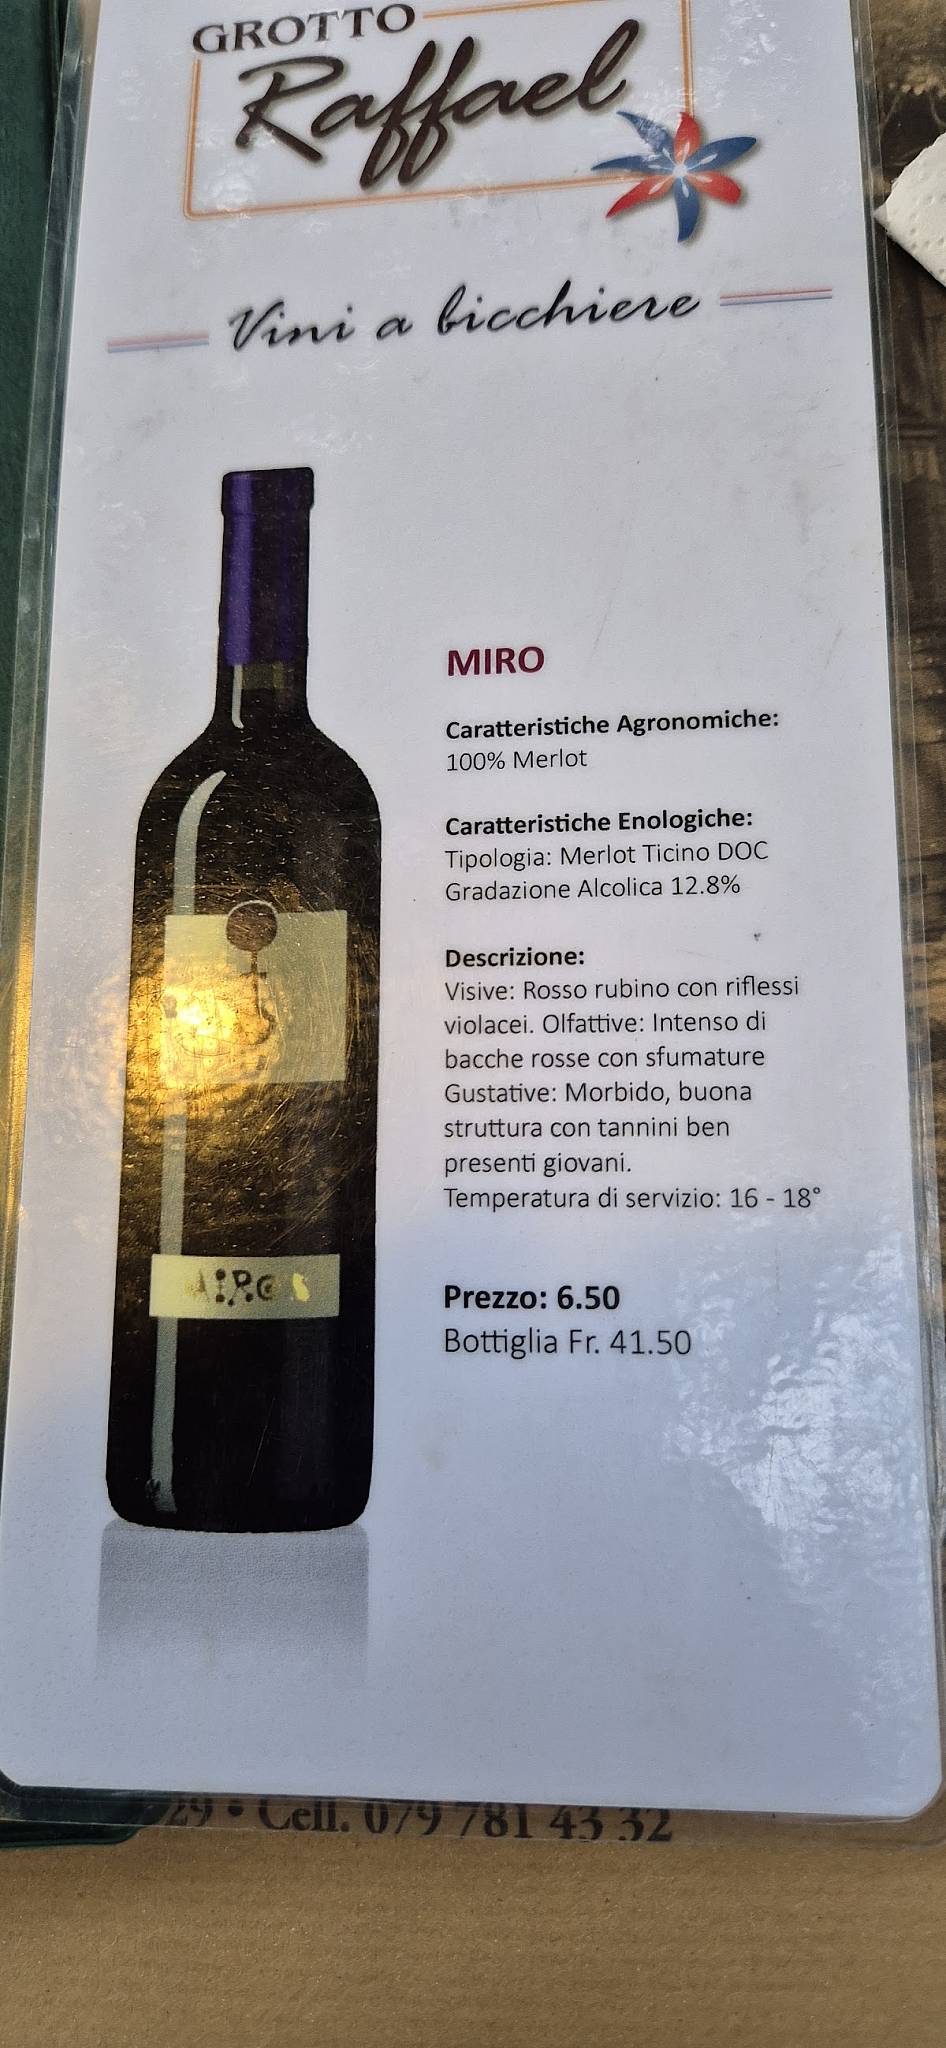 GROTTO
Raffael
Vini a bicchiere
MIRO
Caratteristiche Agronomiche:
100% Merlot
Caratteristiche Enologiche:
Tipologia: Merlot Ticino DOC
Gradazione Alcolica 12.8%
Descrizione:
Visive: Rosso rubino con riflessi
violacei. Olfattive: Intenso di
bacche rosse con sfumature
Gustative: Morbido, buona
struttura con tannini ben
presenti giovani.
Temperatura di servizio: 16 - 18°
Prezzo: 6.50
Bottiglia Fr. 41.50
29 • Cell. 079 781 43 32